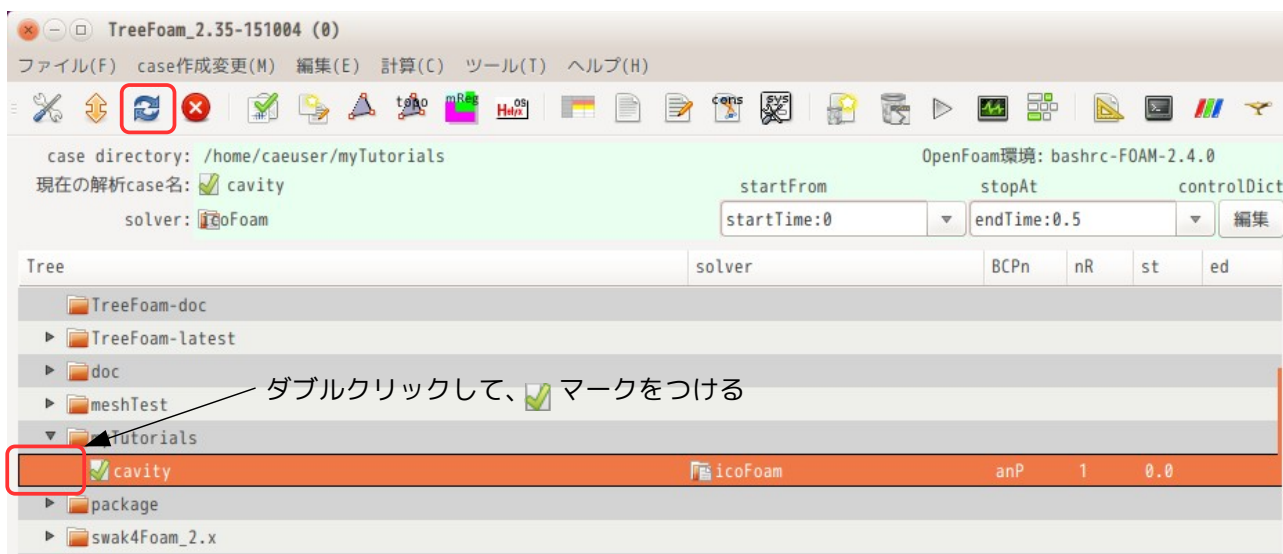 TreeFoam_2.35-151004 (0)
ファイル(F) case作成変更(M) 編集(E) 計算(C) ツール(T) ヘルプ(H)
topo mReg Helyx OS cons SYS
case directory: /home/caeuser/myTutorials OpenFoam環境: bashrc-FOAM-2.4.0
現在の解析case名: cavity startFrom stopAt controlDict
solver: icoFoam startTime:0 endTime:0.5 編集
Tree solver BCPn nR st ed
TreeFoam-doc
TreeFoam-latest
doc
ダブルクリックして、 マークをつける
meshTest
myTutorials
cavity icoFoam anP 1 0.0
package
swak4Foam_2.x